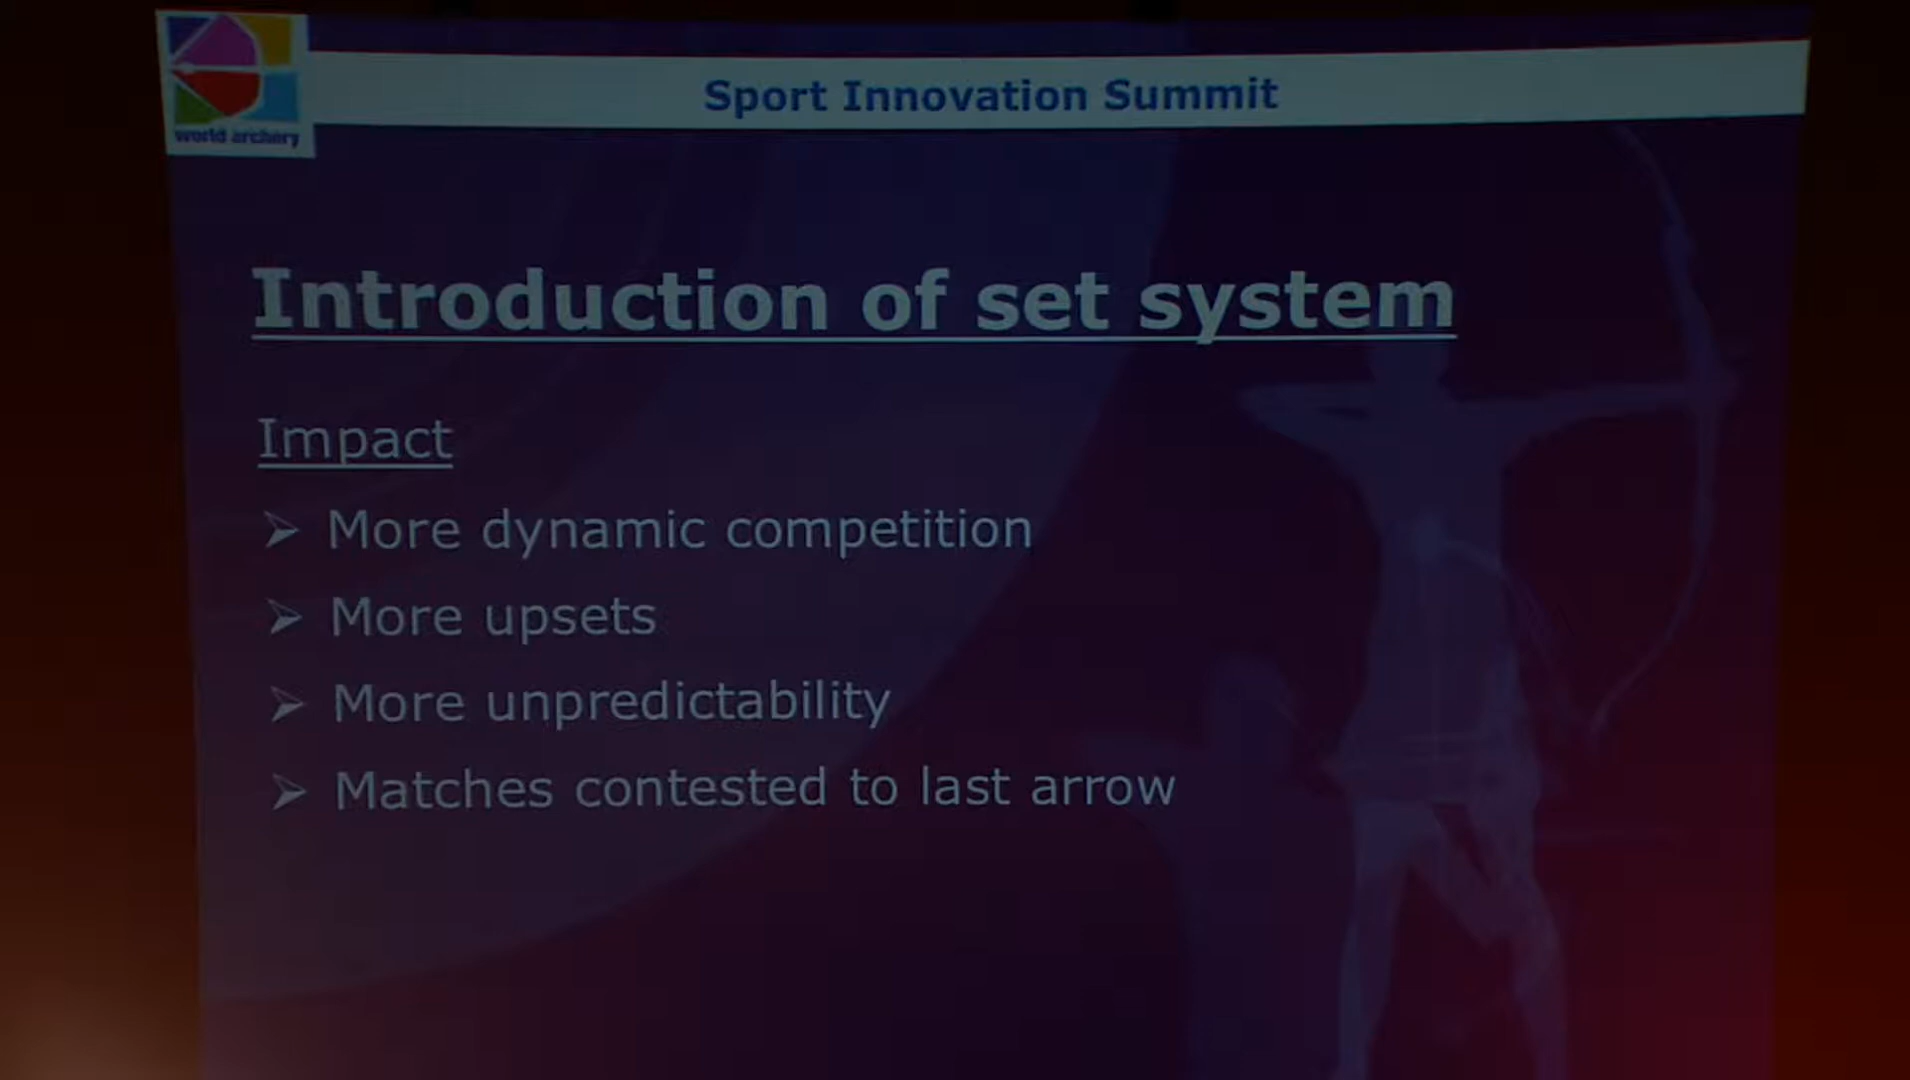 Sport Innovation Summit
world archery
Introduction of set system
Impact
More dynamic competition
More upsets
More unpredictability
Matches contested to last arrow